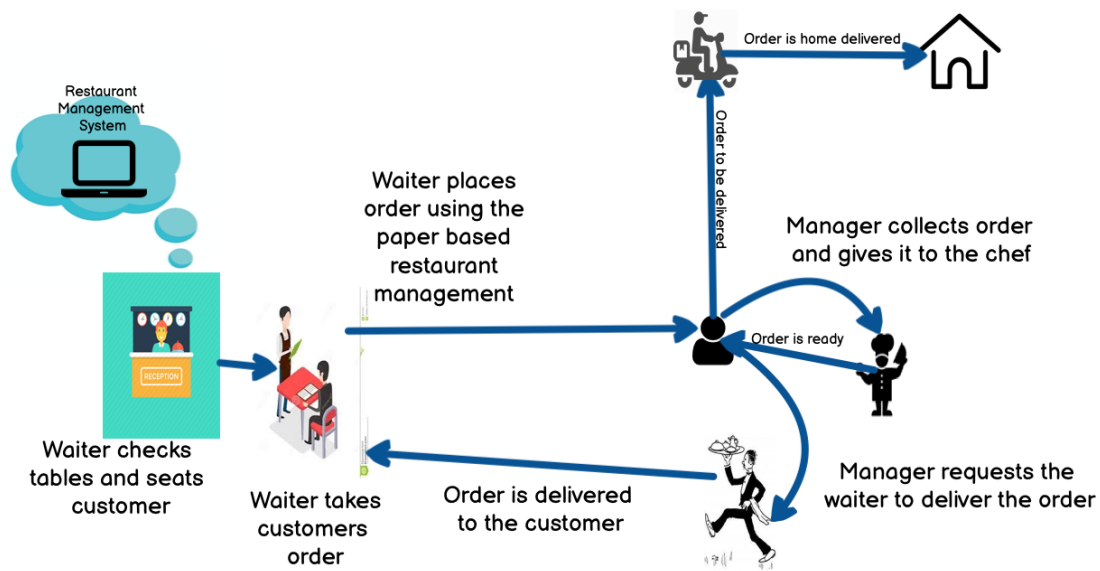 Restaurant
Management
System
RECEPTION
Waiter checks
tables and seats
customer
Waiter takes
customers
order
Waiter places
order using the
paper based
restaurant
management
Order is delivered
to the customer
Order to be delivered
Order is home delivered
Manager collects order
and gives it to the chef
Order is ready
Manager requests the
waiter to deliver the order